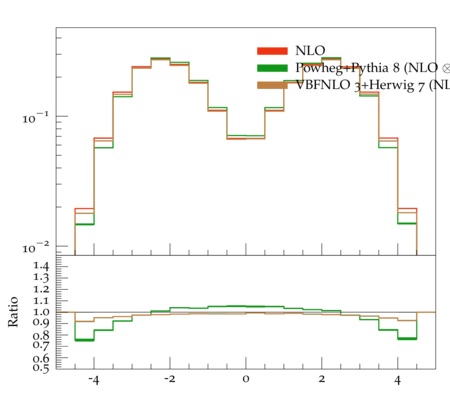 NLO
Powheg+Pythia 8 (NLO ⊗
VBFNLO 3+Herwig 7 (NL
10⁻¹
10⁻²
Ratio
1.4
1.3
1.2
1.1
1.0
0.9
0.8
0.7
0.6
0.5
-4 -2 0 2 4